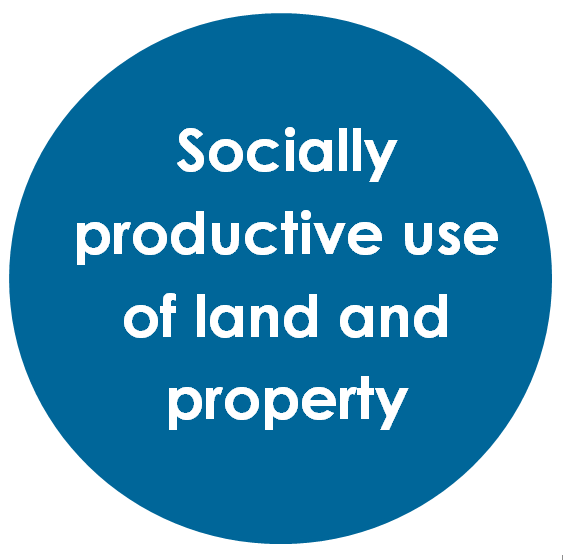 Socially
productive use
of land and
property